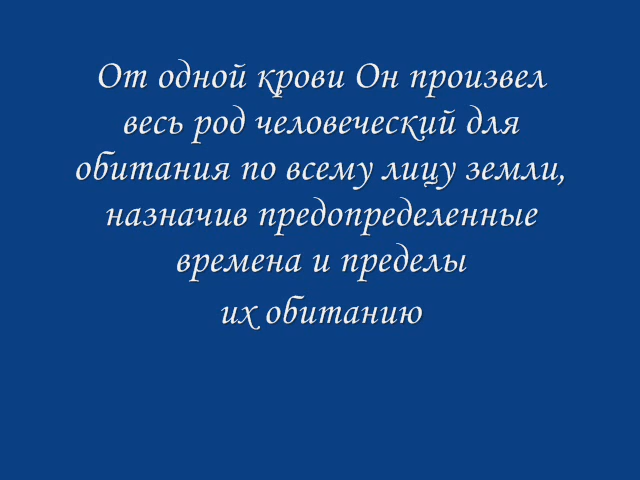 От одной крови Он произвел
весь род человеческий для
обитания по всему лицу земли,
назначив предопределенные
времена и пределы
их обитанию